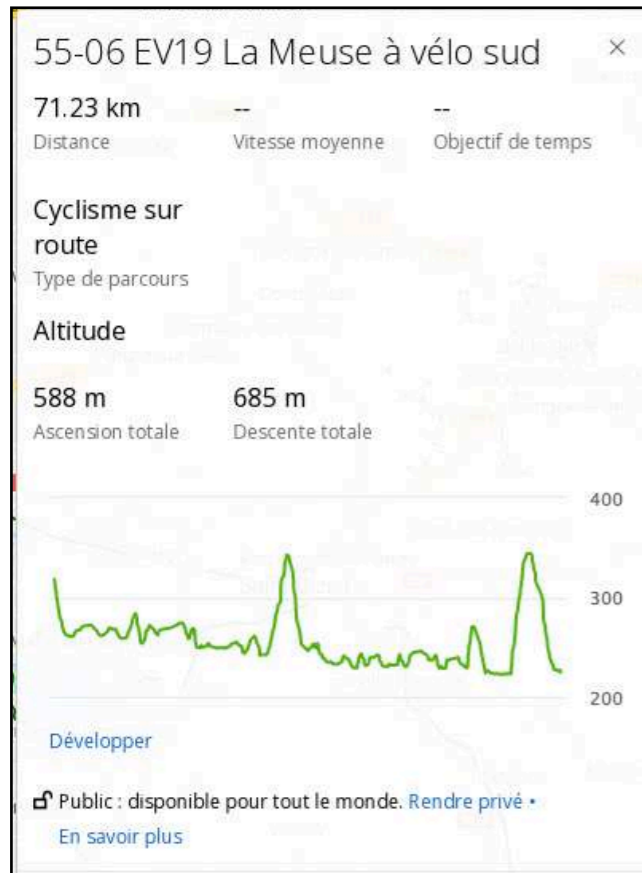 55-06 EV19 La Meuse à vélo sud
71.23 km -- --
Distance Vitesse moyenne Objectif de temps
Cyclisme sur
route
Type de parcours
Altitude
588 m 685 m
Ascension totale Descente totale
400
300
200
Développer
Public : disponible pour tout le monde. Rendre privé •
En savoir plus